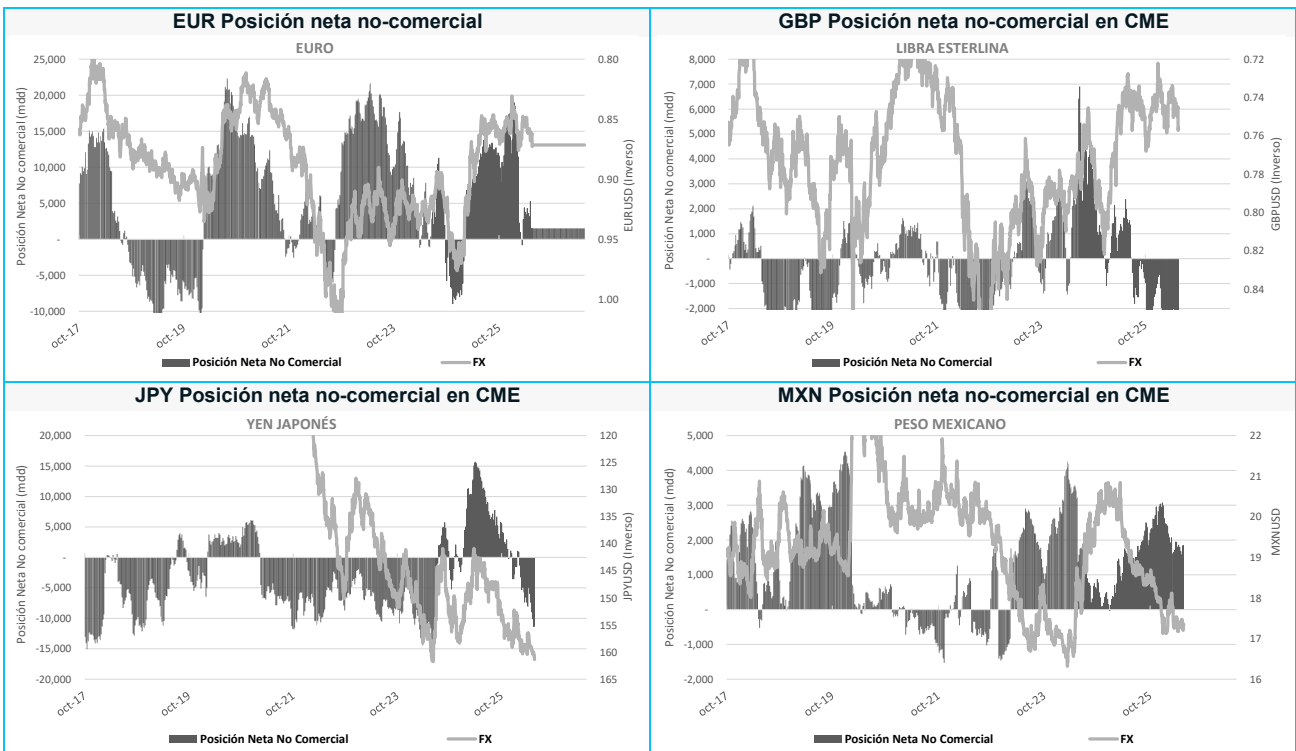 EUR Posición neta no-comercial
EURO
Posición Neta No comercial (mdd)
25,000
20,000
15,000
10,000
5,000
-
-5,000
-10,000
0.80
0.85
0.90
0.95
1.00
EURUSD (Inverso)
oct-17
oct-19
oct-21
oct-23
oct-25
Posición Neta No Comercial
FX
GBP Posición neta no-comercial en CME
LIBRA ESTERLINA
Posición Neta No comercial (mdd)
8,000
7,000
6,000
5,000
4,000
3,000
2,000
1,000
-
-1,000
-2,000
0.72
0.74
0.76
0.78
0.80
0.82
0.84
GBPUSD (Inverso)
oct-17
oct-19
oct-21
oct-23
oct-25
Posición Neta No Comercial
FX
JPY Posición neta no-comercial en CME
YEN JAPONÉS
Posición Neta No comercial (mdd)
20,000
15,000
10,000
5,000
-
-5,000
-10,000
-15,000
-20,000
120
125
130
135
140
145
150
155
160
165
JPYUSD (Inverso)
oct-17
oct-19
oct-21
oct-23
oct-25
Posición Neta No Comercial
FX
MXN Posición neta no-comercial en CME
PESO MEXICANO
Posición Neta No comercial (mdd)
5,000
4,000
3,000
2,000
1,000
-
-1,000
-2,000
22
21
20
19
18
17
16
MXNUSD
oct-17
oct-19
oct-21
oct-23
oct-25
Posición Neta No Comercial
FX